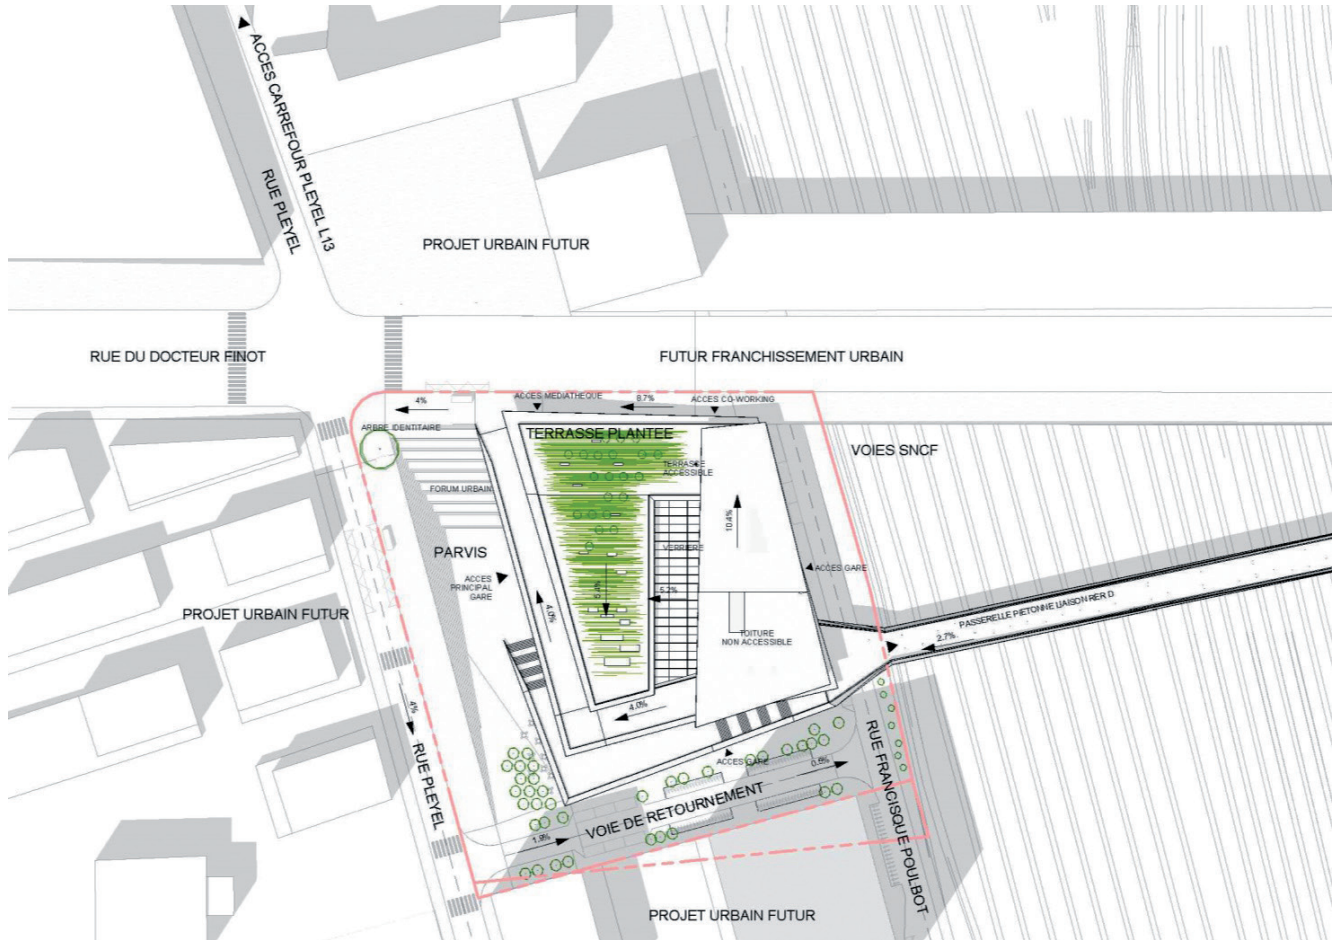 ACCES CARREFOUR PLEYEL L13
RUE PLEYEL
PROJET URBAIN FUTUR
RUE DU DOCTEUR FINOT
FUTUR FRANCHISSEMENT URBAIN
4%
ACCES MEDIATHEQUE
8.7%
ACCES CO-WORKING
ARBRE IDENTITAIRE
TERRASSE PLANTEE
VOIES SNCF
TERRASSE
ACCESSIBLE
FORUM URBAIN
10.4%
PARVIS
VERRIERE
ACCES
PRINCIPAL
GARE
ACCES GARE
5.2%
4.0%
PROJET URBAIN FUTUR
PASSERELLE PIETONNE LIAISON RER D
2.7%
TOITURE
NON ACCESSIBLE
4.0%
4%
RUE PLEYEL
ACCES GARE
0.8%
RUE FRANCISQUE POULBOT
VOIE DE RETOURNEMENT
1.9%
PROJET URBAIN FUTUR